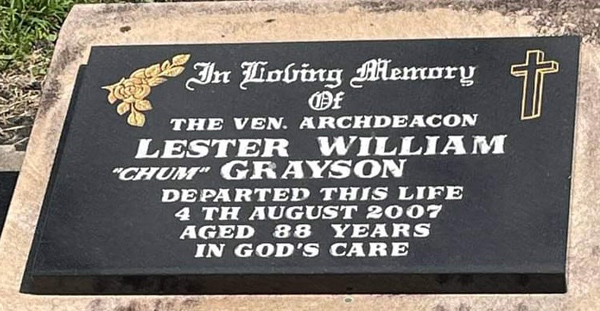 In Loving Memory
Of
THE VEN. ARCHDEACON
LESTER WILLIAM
"CHUM" GRAYSON
DEPARTED THIS LIFE
4 TH AUGUST 2007
AGED 88 YEARS
IN GOD'S CARE